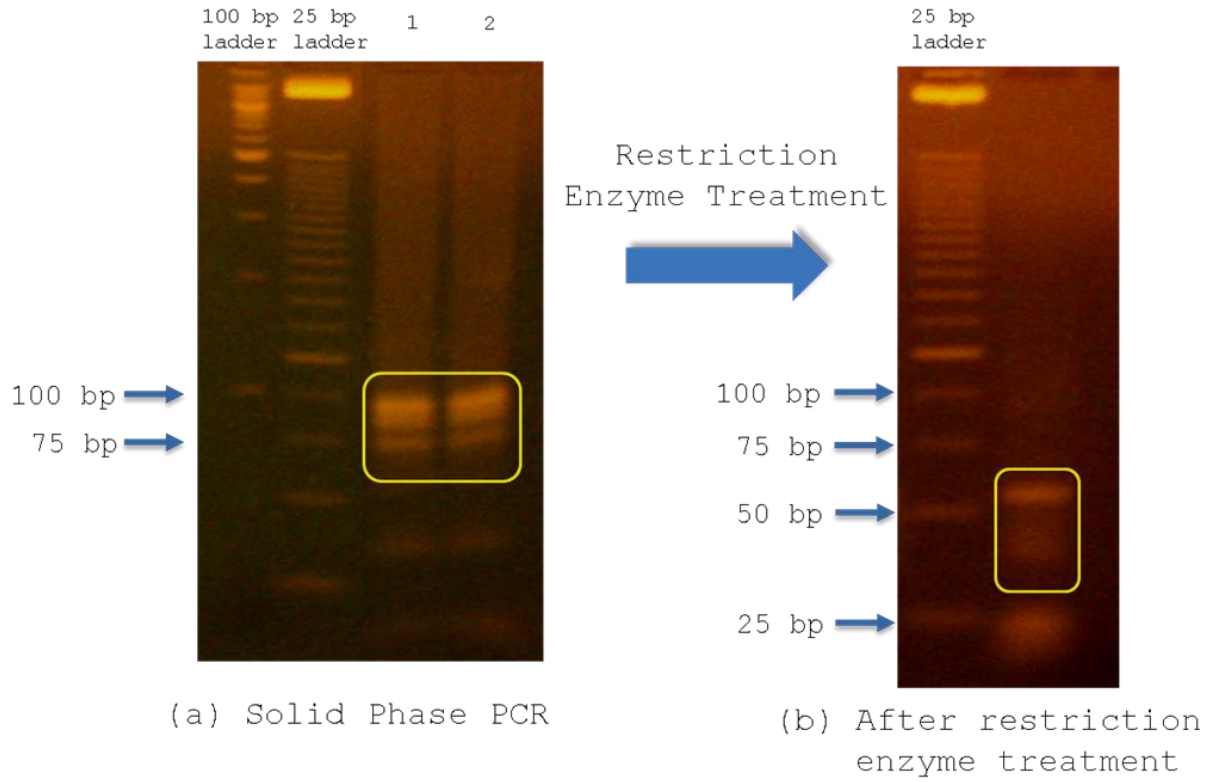 100 bp
ladder
25 bp
ladder
1
2
25 bp
ladder
Restriction
Enzyme Treatment
100 bp
75 bp
100 bp
75 bp
50 bp
25 bp
(a) Solid Phase PCR
(b) After restriction
enzyme treatment